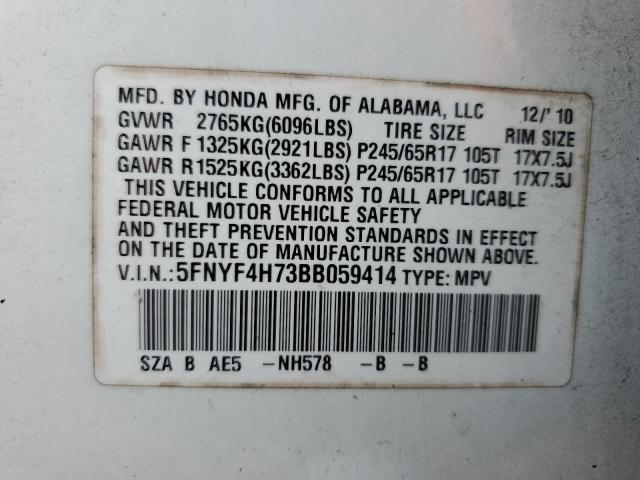 MFD. BY HONDA MFG. OF ALABAMA, LLC 12/'10
GVWR 2765KG(6096LBS) TIRE SIZE RIM SIZE
GAWR F 1325KG(2921LBS) P245/65R17 105T 17X7.5J
GAWR R 1525KG(3362LBS) P245/65R17 105T 17X7.5J
THIS VEHICLE CONFORMS TO ALL APPLICABLE
FEDERAL MOTOR VEHICLE SAFETY
AND THEFT PREVENTION STANDARDS IN EFFECT
ON THE DATE OF MANUFACTURE SHOWN ABOVE.
V.I.N.:5FNYF4H73BB059414 TYPE: MPV
SZA B AE5 -NH578 -B -B